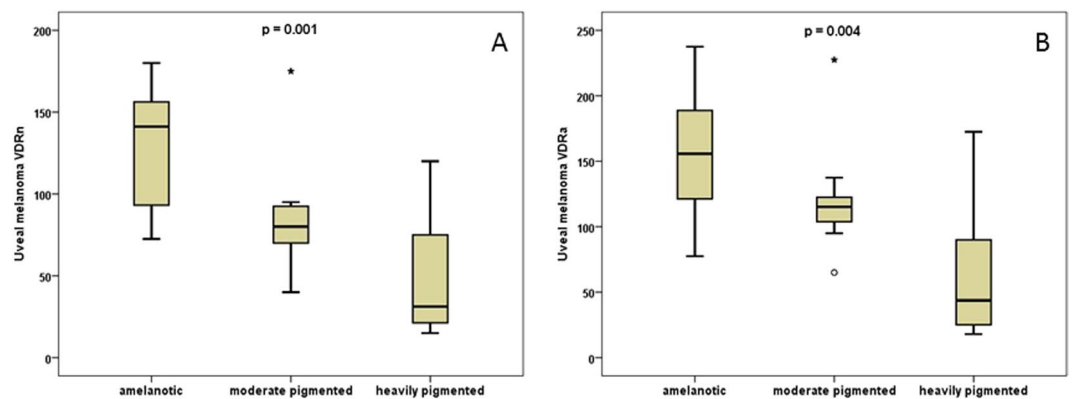 p = 0.001
A
200
150
100
50
0
Uveal melanoma VDRn
amelanotic
moderate pigmented
heavily pigmented
p = 0.004
B
250
200
150
100
50
0
Uveal melanoma VDRa
amelanotic
moderate pigmented
heavily pigmented